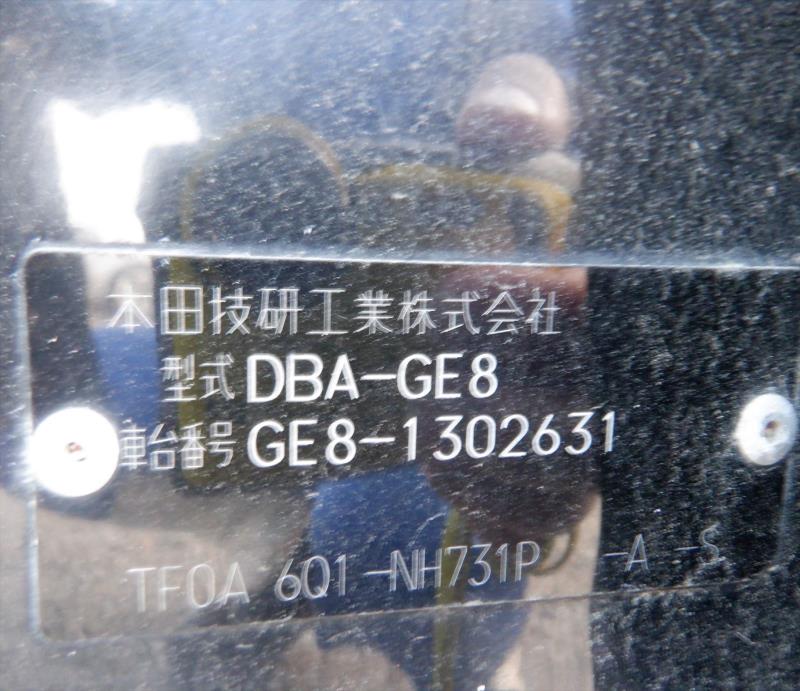 本田技研工業株式会社
型式 DBA-GE8
車台番号 GE8-1302631
TF0A 6Q1-NH731P -A -S